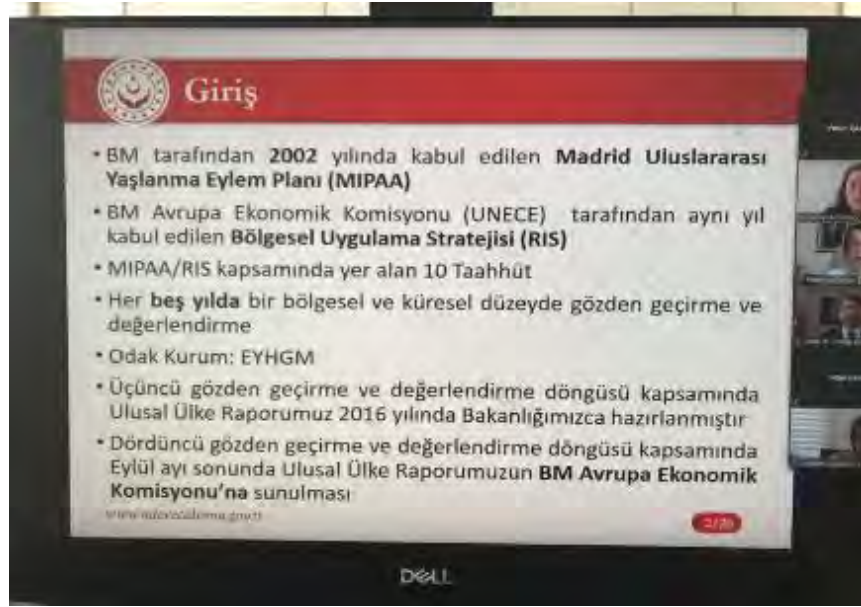 Giriş
• BM tarafından 2002 yılında kabul edilen Madrid Uluslararası
Yaşlanma Eylem Planı (MIPAA)
• BM Avrupa Ekonomik Komisyonu (UNECE) tarafından aynı yıl
kabul edilen Bölgesel Uygulama Stratejisi (RIS)
• MIPAA/RIS kapsamında yer alan 10 Taahhüt
• Her beş yılda bir bölgesel ve küresel düzeyde gözden geçirme ve
değerlendirme
• Odak Kurum: EYHGM
• Üçüncü gözden geçirme ve değerlendirme döngüsü kapsamında
Ulusal Ülke Raporumuz 2016 yılında Bakanlığımızca hazırlanmıştır
• Dördüncü gözden geçirme ve değerlendirme döngüsü kapsamında
Eylül ayı sonunda Ulusal Ülke Raporumuzun BM Avrupa Ekonomik
Komisyonu'na sunulması
DELL